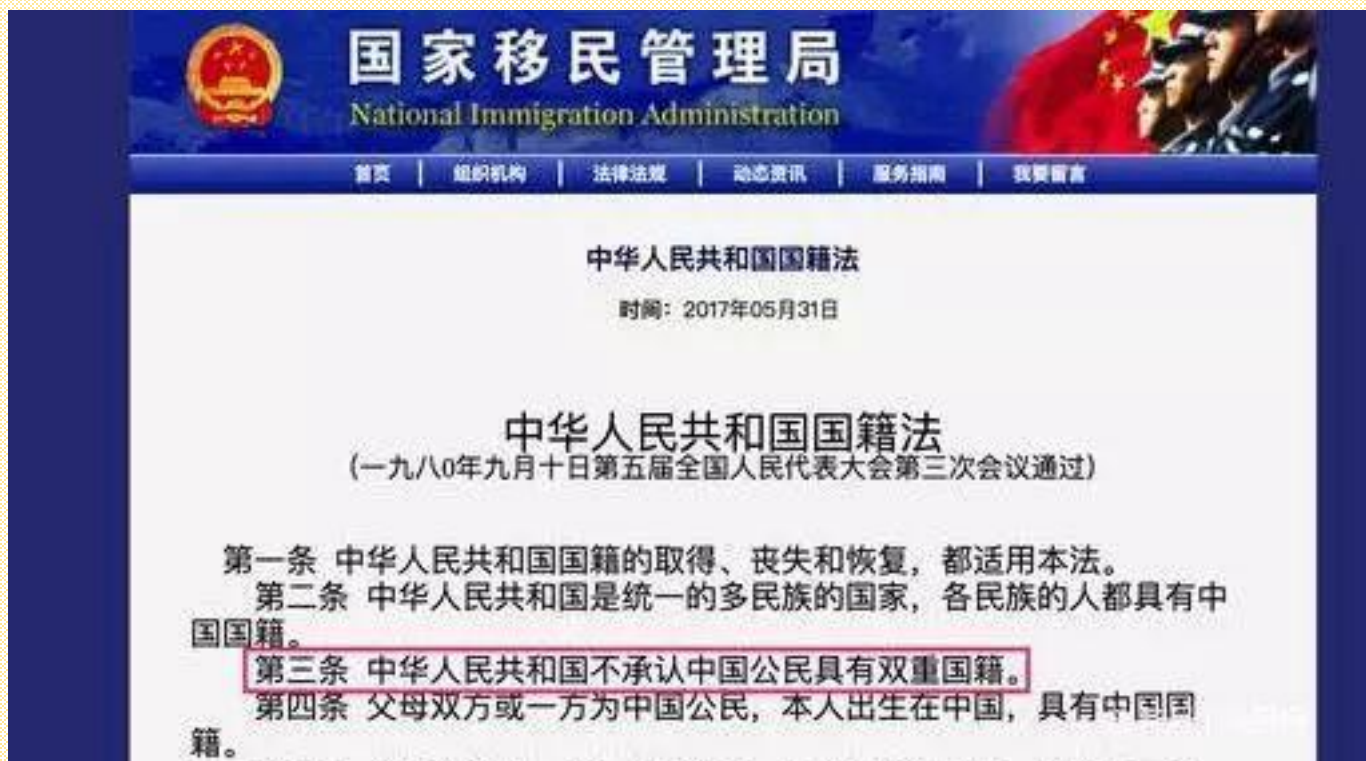 国家移民管理局
National Immigration Administration
首页 | 组织机构 | 法律法规 | 动态资讯 | 服务指南 | 我要留言
中华人民共和国国籍法
时间：2017年05月31日
中华人民共和国国籍法
(一九八0年九月十日第五届全国人民代表大会第三次会议通过)
第一条 中华人民共和国国籍的取得、丧失和恢复，都适用本法。
第二条 中华人民共和国是统一的多民族的国家，各民族的人都具有中
国国籍。
第三条 中华人民共和国不承认中国公民具有双重国籍。
第四条 父母双方或一方为中国公民，本人出生在中国，具有中国国
籍。